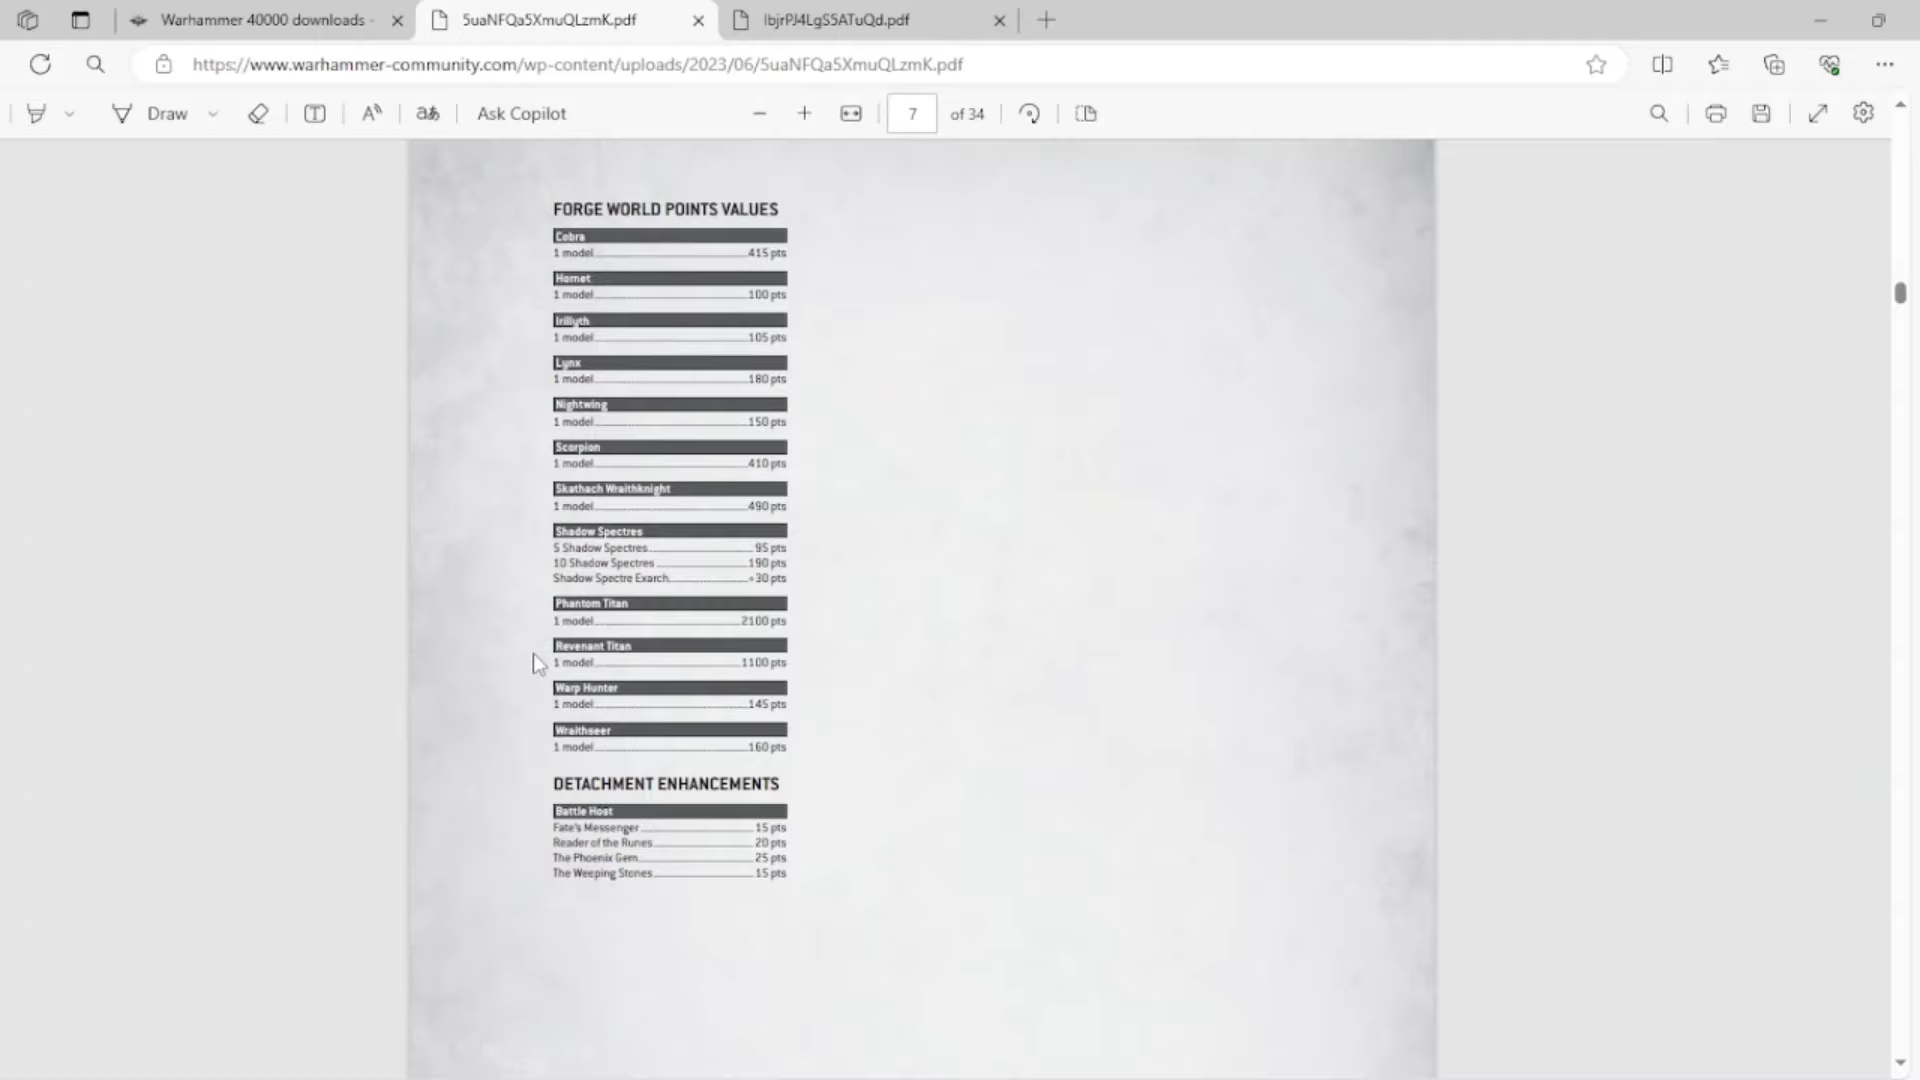 Warhammer 40000 downloads -
5uaNFQa5XmuQLzmK.pdf
lbjrPJ4LgS5ATuQd.pdf
https://www.warhammer-community.com/wp-content/uploads/2023/06/5uaNFQa5XmuQLzmK.pdf
Draw
Ask Copilot
7 of 34
FORGE WORLD POINTS VALUES
Cobra
1 model 415 pts
Hornet
1 model 100 pts
Irillyth
1 model 105 pts
Lynx
1 model 180 pts
Nightwing
1 model 150 pts
Scorpion
1 model 410 pts
Skathach Wraithknight
1 model 490 pts
Shadow Spectres
5 Shadow Spectres 95 pts
10 Shadow Spectres 190 pts
Shadow Spectre Exarch +30 pts
Phantom Titan
1 model 2100 pts
Revenant Titan
1 model 1100 pts
Warp Hunter
1 model 145 pts
Wraithseer
1 model 160 pts
DETACHMENT ENHANCEMENTS
Battle Host
Fate's Messenger 15 pts
Reader of the Runes 20 pts
The Phoenix Gem 25 pts
The Weeping Stones 15 pts